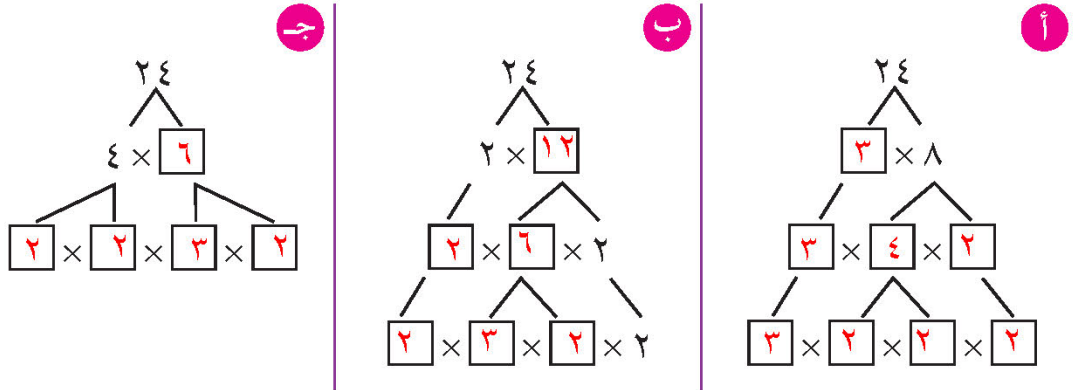 أ
٢٤
٣ × ٨
٣ × ٤ × ٢
٣ × ٢ × ٢ × ٢
ب
٢٤
٢ × ١٢
٢ × ٦ × ٢
٢ × ٣ × ٢ × ٢
جـ
٢٤
٤ × ٦
٢ × ٢ × ٣ × ٢